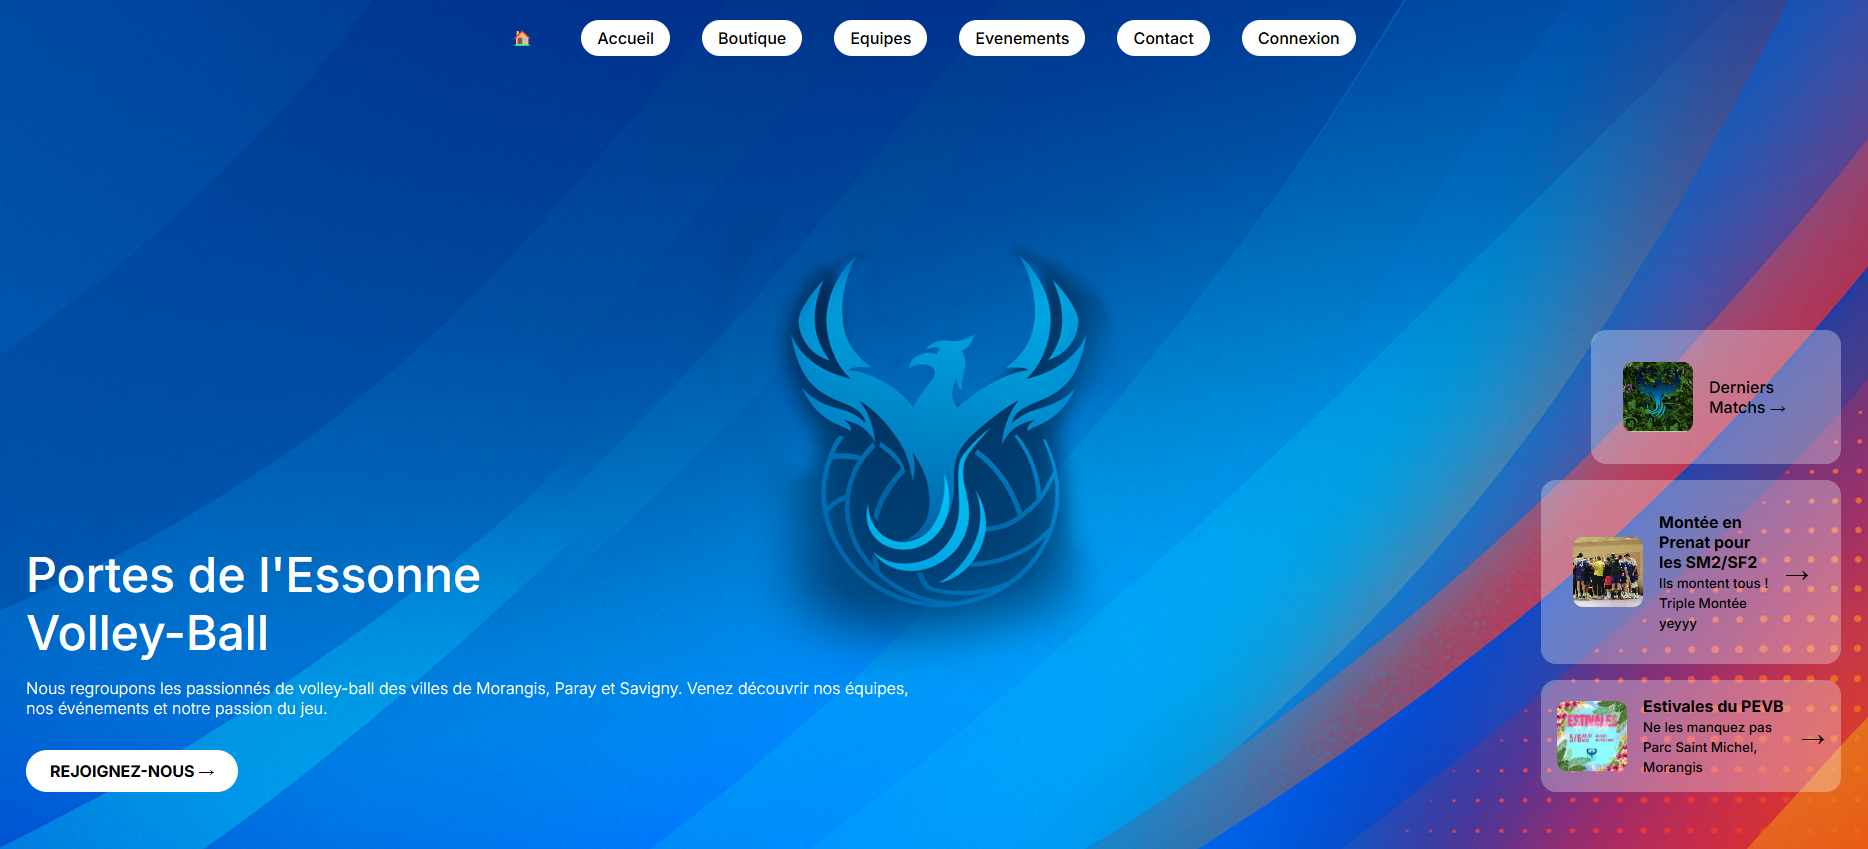 Accueil
Boutique
Equipes
Evenements
Contact
Connexion
Portes de l'Essonne
Volley-Ball
Nous regroupons les passionnés de volley-ball des villes de Morangis, Paray et Savigny. Venez découvrir nos équipes,
nos événements et notre passion du jeu.
REJOIGNEZ-NOUS →
Derniers
Matchs →
Montée en
Prenat pour
les SM2/SF2
Ils montent tous !
Triple Montée
yeyyy
→
ESTIVALES
5/6
Estivales du PEVB
Ne les manquez pas
Parc Saint Michel,
Morangis
→